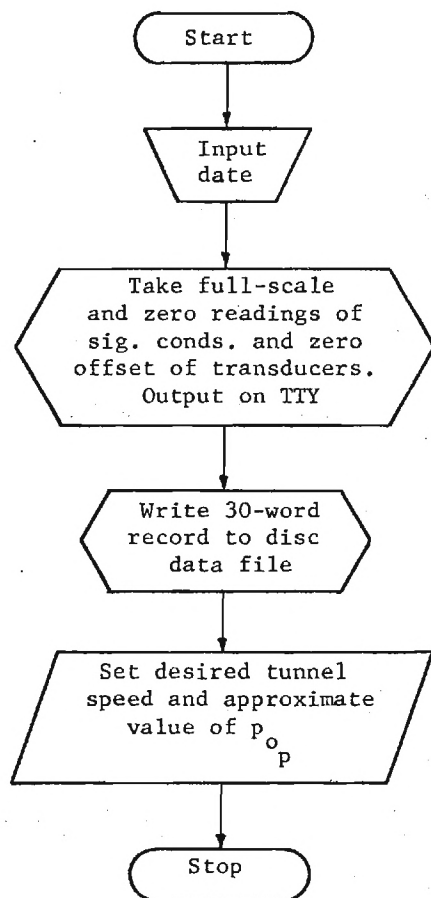 Start
Input
date
Take full-scale
and zero readings of
sig. conds. and zero
offset of transducers.
Output on TTY
Write 30-word
record to disc
data file
Set desired tunnel
speed and approximate
value of p_o_p
Stop